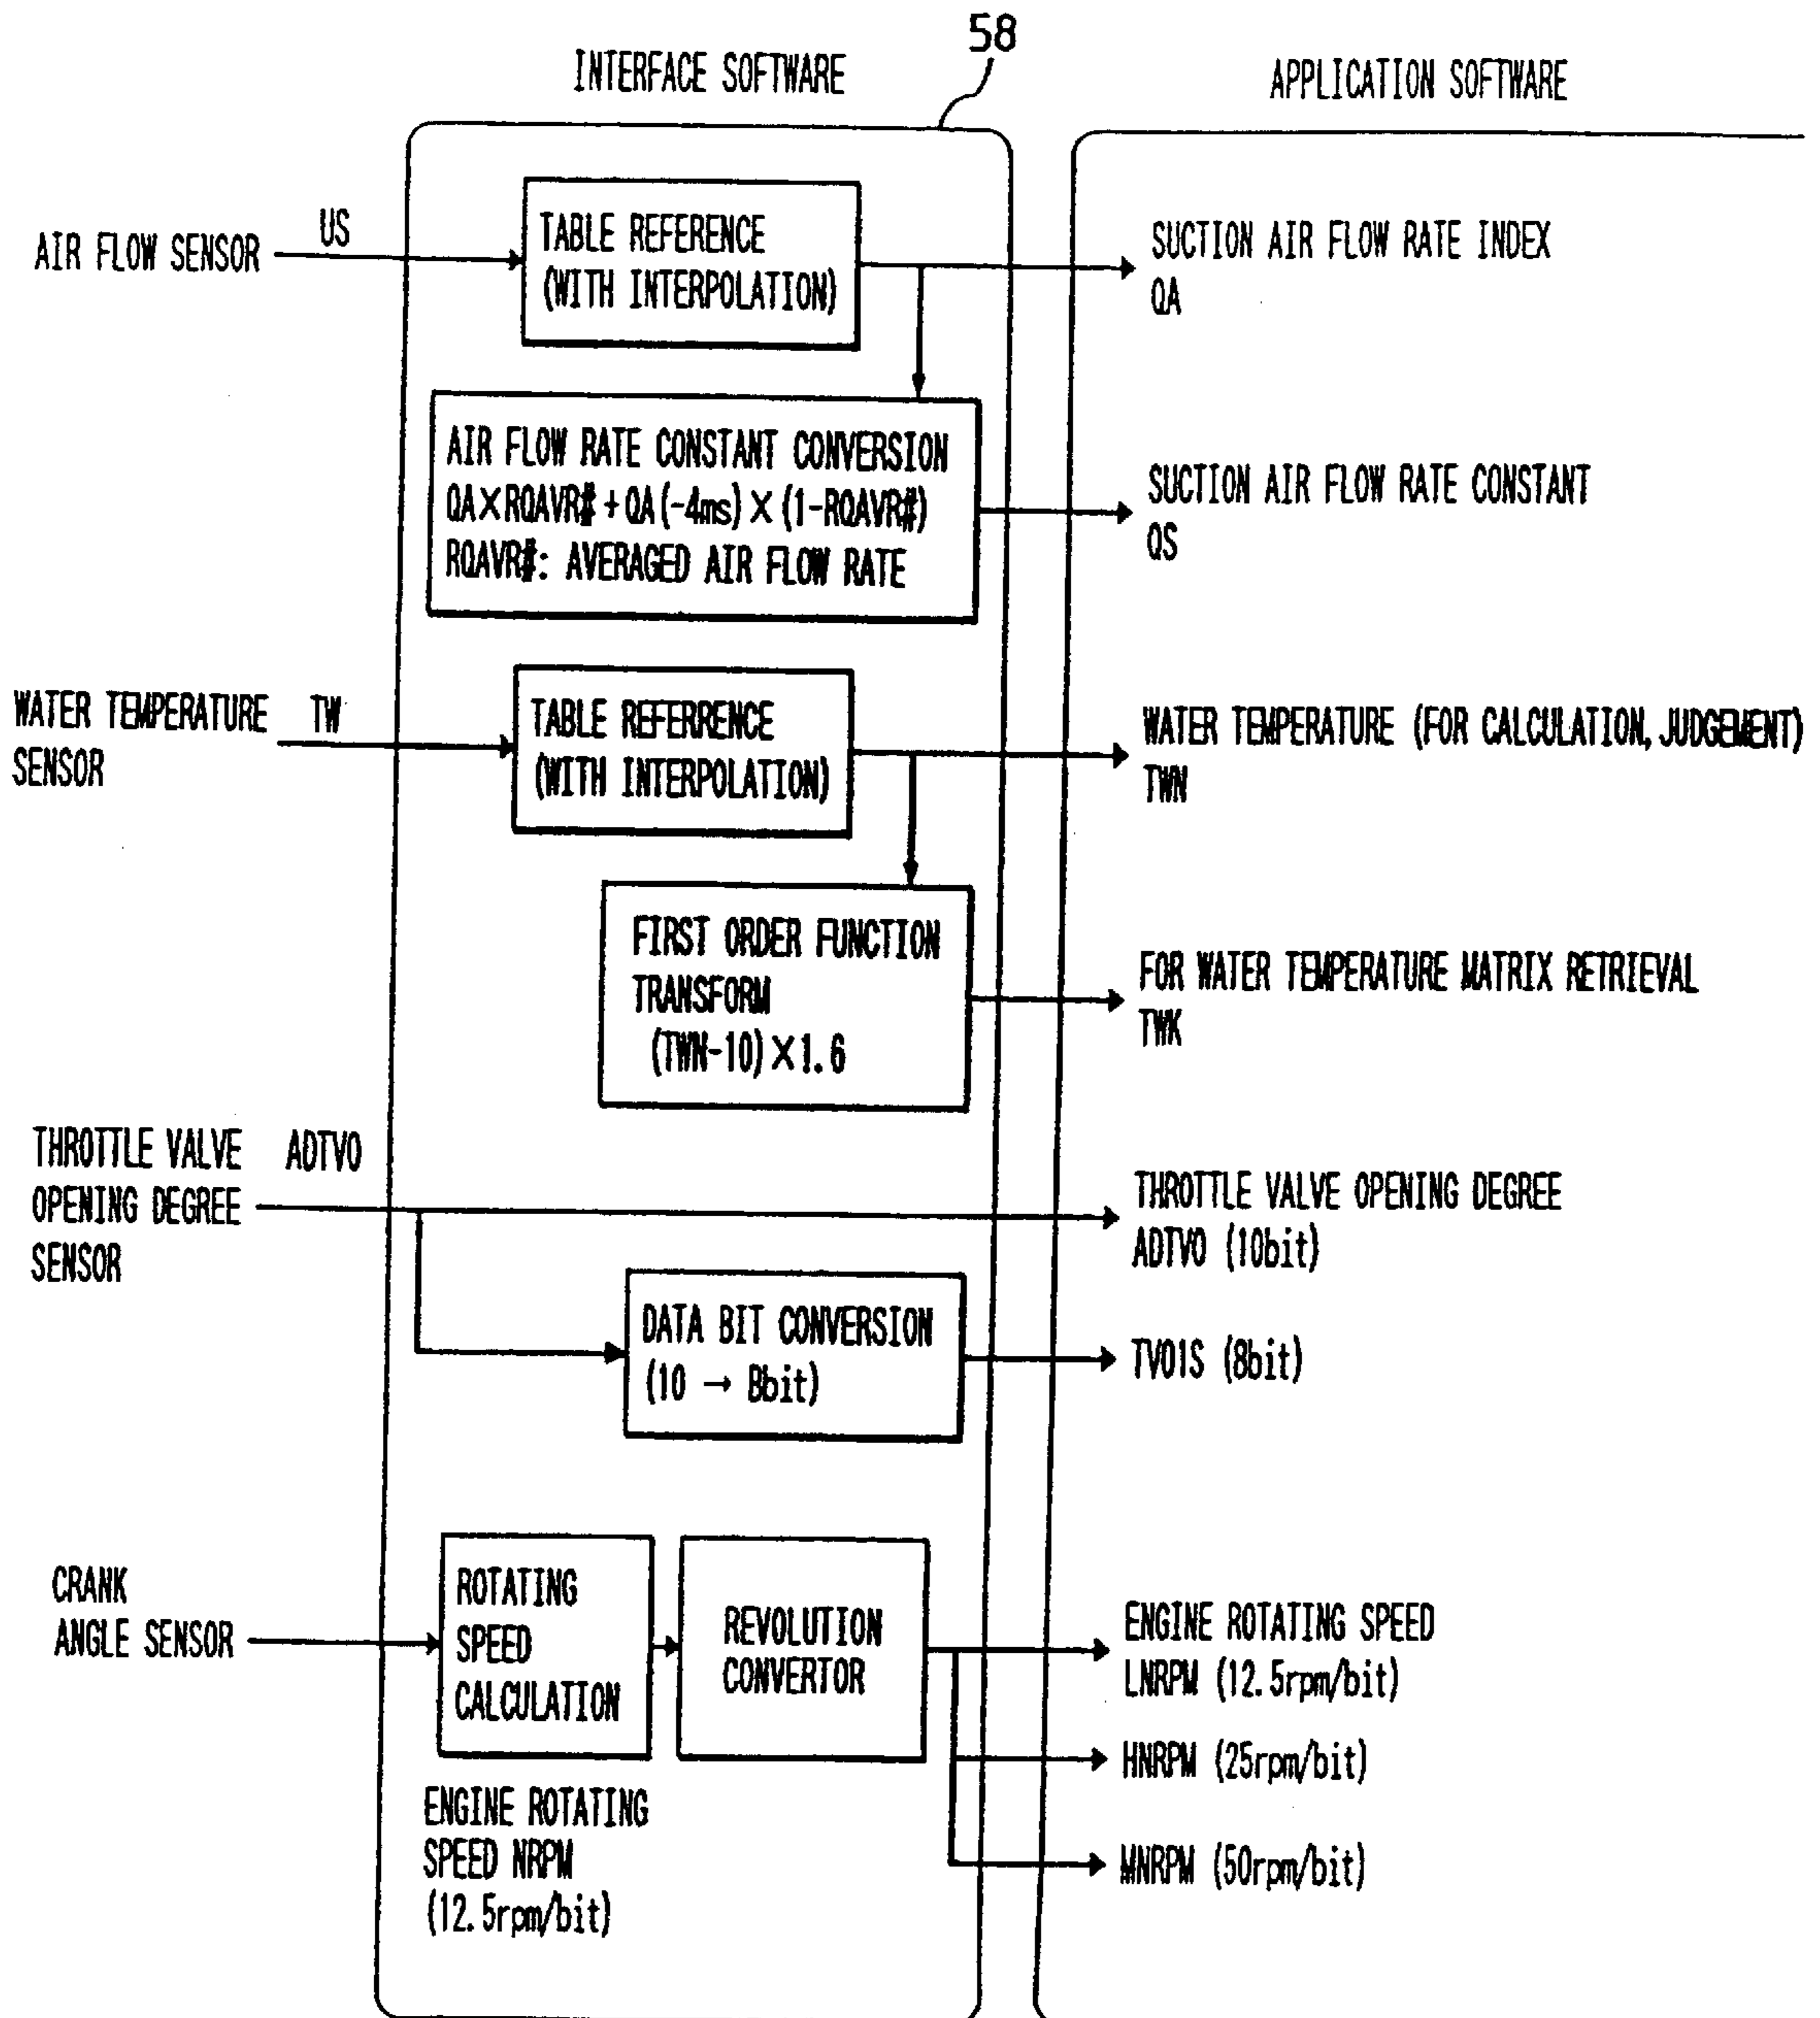 58
INTERFACE SOFTWARE
APPLICATION SOFTWARE
AIR FLOW SENSOR
US
TABLE REFERENCE
(WITH INTERPOLATION)
SUCTION AIR FLOW RATE INDEX
QA
AIR FLOW RATE CONSTANT CONVERSION
QA×RQAVR#+QA(-4ms)×(1-RQAVR#)
RQAVR#: AVERAGED AIR FLOW RATE
SUCTION AIR FLOW RATE CONSTANT
QS
WATER TEMPERATURE
SENSOR
TW
TABLE REFERRENCE
(WITH INTERPOLATION)
WATER TEMPERATURE (FOR CALCULATION, JUDGEMENT)
TWN
FIRST ORDER FUNCTION
TRANSFORM
(TWN-10)×1.6
FOR WATER TEMPERATURE MATRIX RETRIEVAL
TWK
THROTTLE VALVE
OPENING DEGREE
SENSOR
ADTVO
THROTTLE VALVE OPENING DEGREE
ADTVO (10bit)
DATA BIT CONVERSION
(10 → 8bit)
TVO1S (8bit)
CRANK
ANGLE SENSOR
ROTATING
SPEED
CALCULATION
REVOLUTION
CONVERTOR
ENGINE ROTATING SPEED
LNRPM (12.5rpm/bit)
HNRPM (25rpm/bit)
MNRPM (50rpm/bit)
ENGINE ROTATING
SPEED NRPM
(12.5rpm/bit)